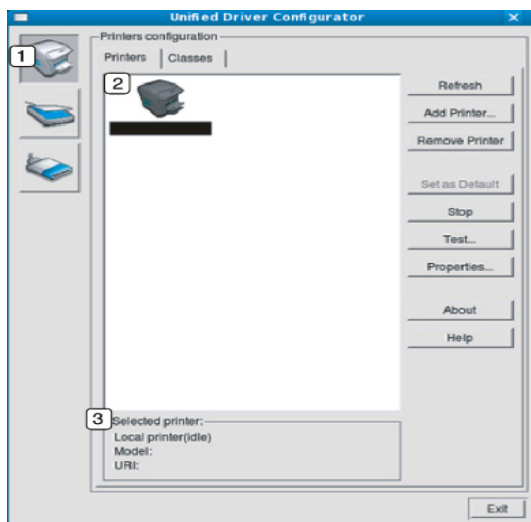 Unified Driver Configurator
Printers configuration
Printers
Classes
1
2
Refresh
Add Printer...
Remove Printer
Set as Default
Stop
Test...
Properties...
About
Help
3
Selected printer:
Local printer(idle)
Model:
URI:
Exit